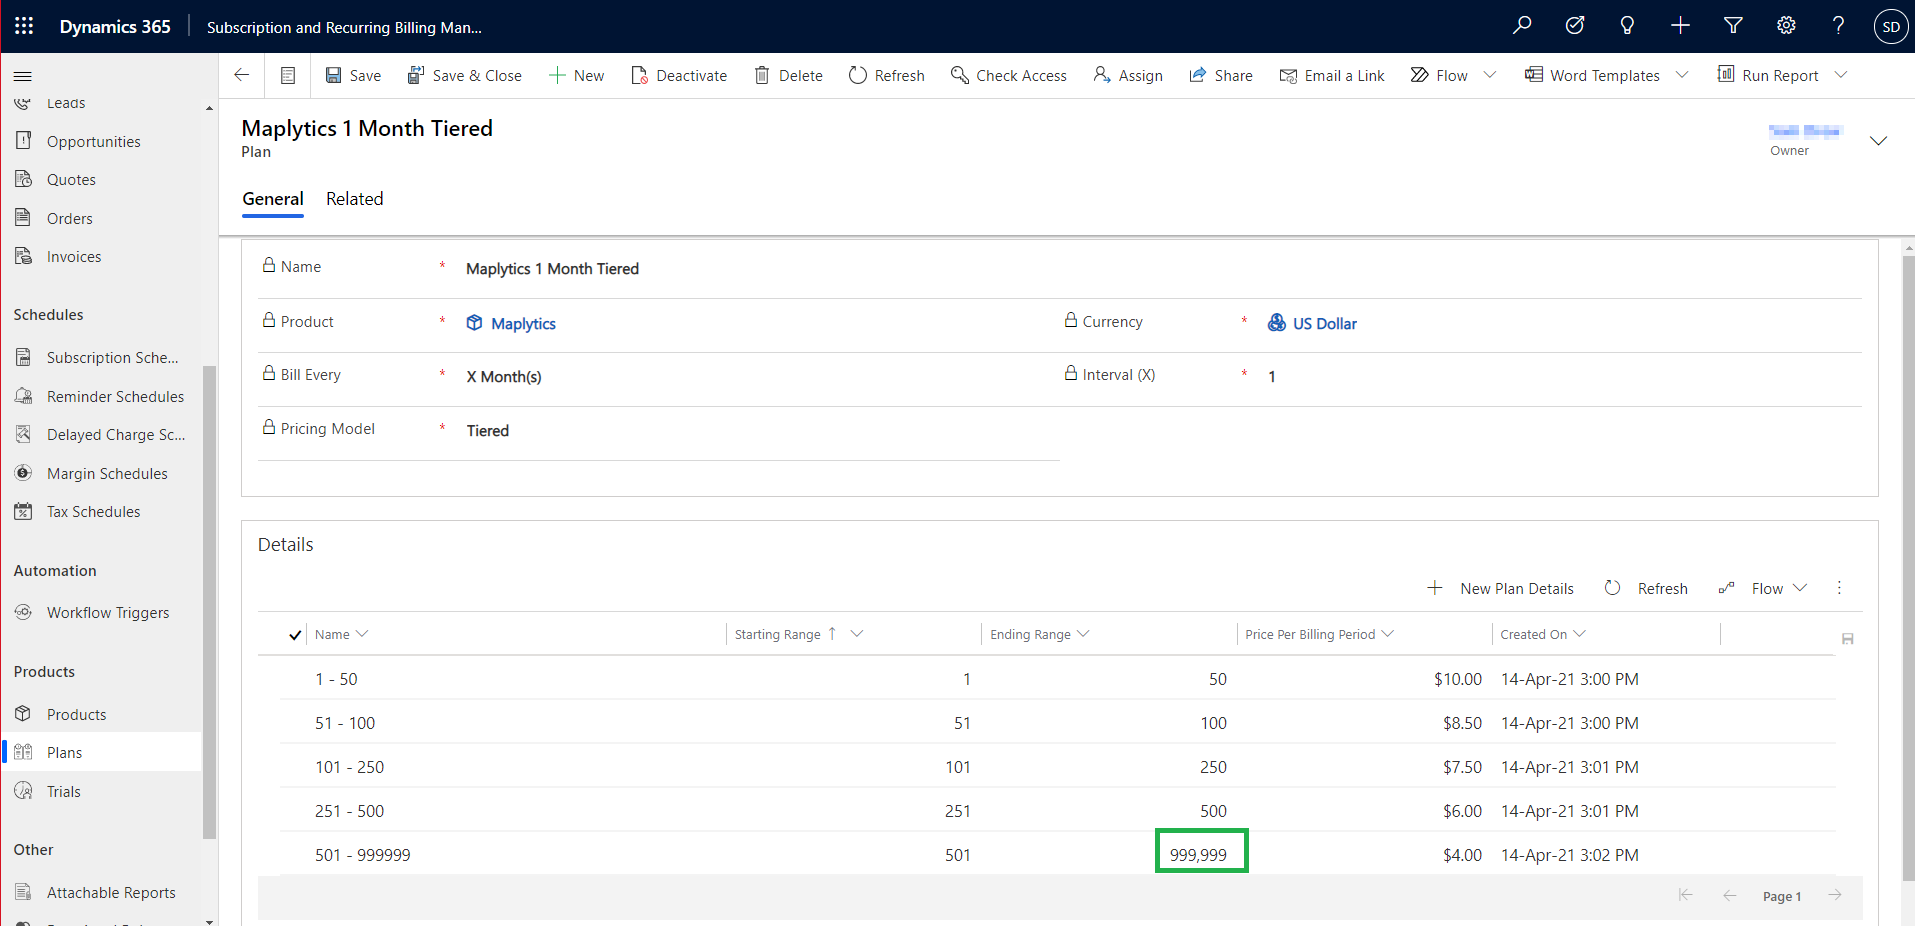 Dynamics 365
Subscription and Recurring Billing Man...
SD
Save
Save & Close
New
Deactivate
Delete
Refresh
Check Access
Assign
Share
Email a Link
Flow
Word Templates
Run Report
Leads
Opportunities
Quotes
Orders
Invoices
Schedules
Subscription Sche...
Reminder Schedules
Delayed Charge Sc...
Margin Schedules
Tax Schedules
Automation
Workflow Triggers
Products
Products
Plans
Trials
Other
Attachable Reports
Maplytics 1 Month Tiered
Plan
Owner
General Related
Name * Maplytics 1 Month Tiered
Product * Maplytics Currency * US Dollar
Bill Every * X Month(s) Interval (X) * 1
Pricing Model * Tiered
Details
New Plan Details Refresh Flow
Name Starting Range Ending Range Price Per Billing Period Created On
1 - 50 1 50 $10.00 14-Apr-21 3:00 PM
51 - 100 51 100 $8.50 14-Apr-21 3:00 PM
101 - 250 101 250 $7.50 14-Apr-21 3:01 PM
251 - 500 251 500 $6.00 14-Apr-21 3:01 PM
501 - 999999 501 999,999 $4.00 14-Apr-21 3:02 PM
Page 1